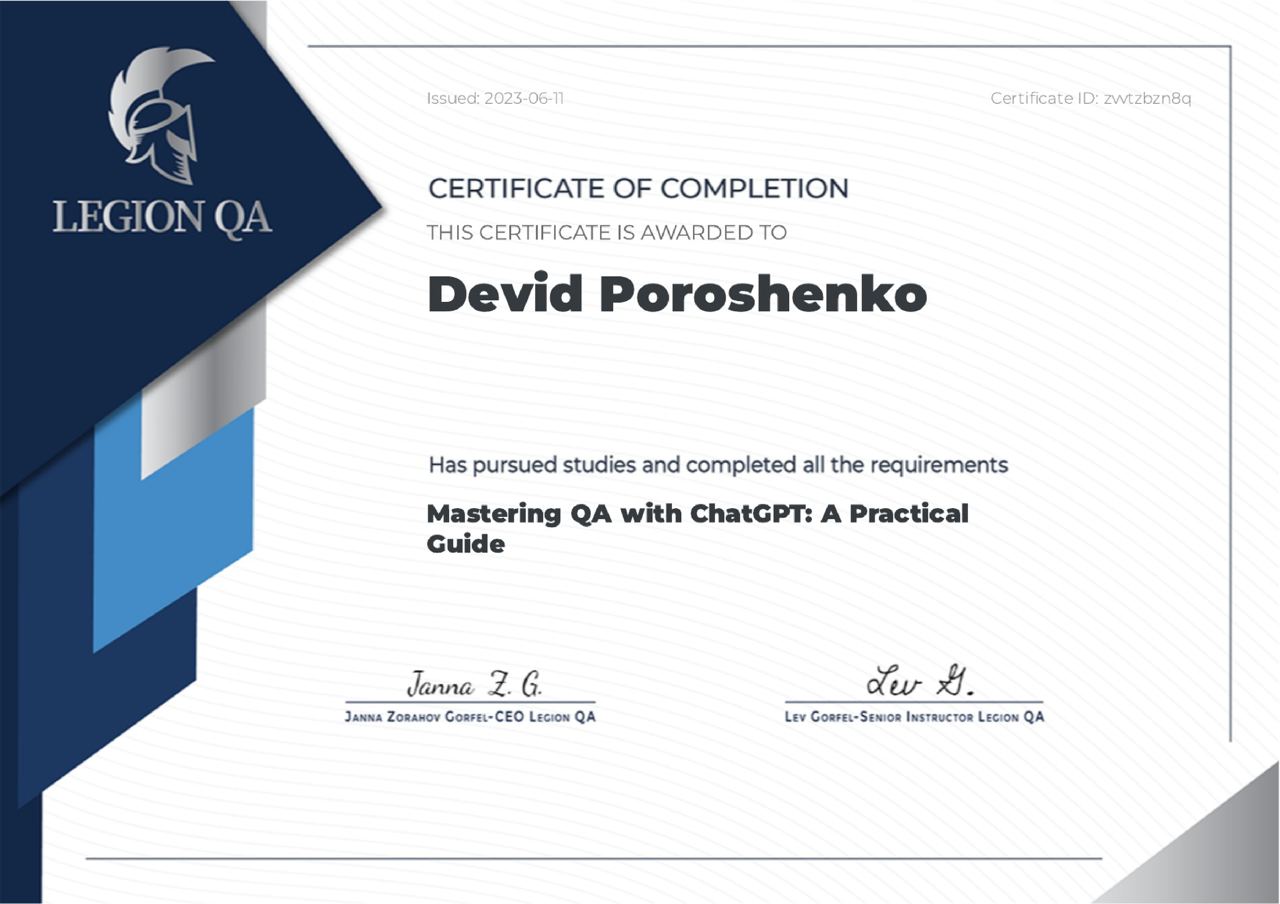 LEGION QA
Issued: 2023-06-11
Certificate ID: zvvtzbzn8q
CERTIFICATE OF COMPLETION
THIS CERTIFICATE IS AWARDED TO
Devid Poroshenko
Has pursued studies and completed all the requirements
Mastering QA with ChatGPT: A Practical
Guide
Janna Z. G.
Janna Zorahov Gorfel-CEO Legion QA
Lev G.
Lev Gorfel-Senior Instructor Legion QA